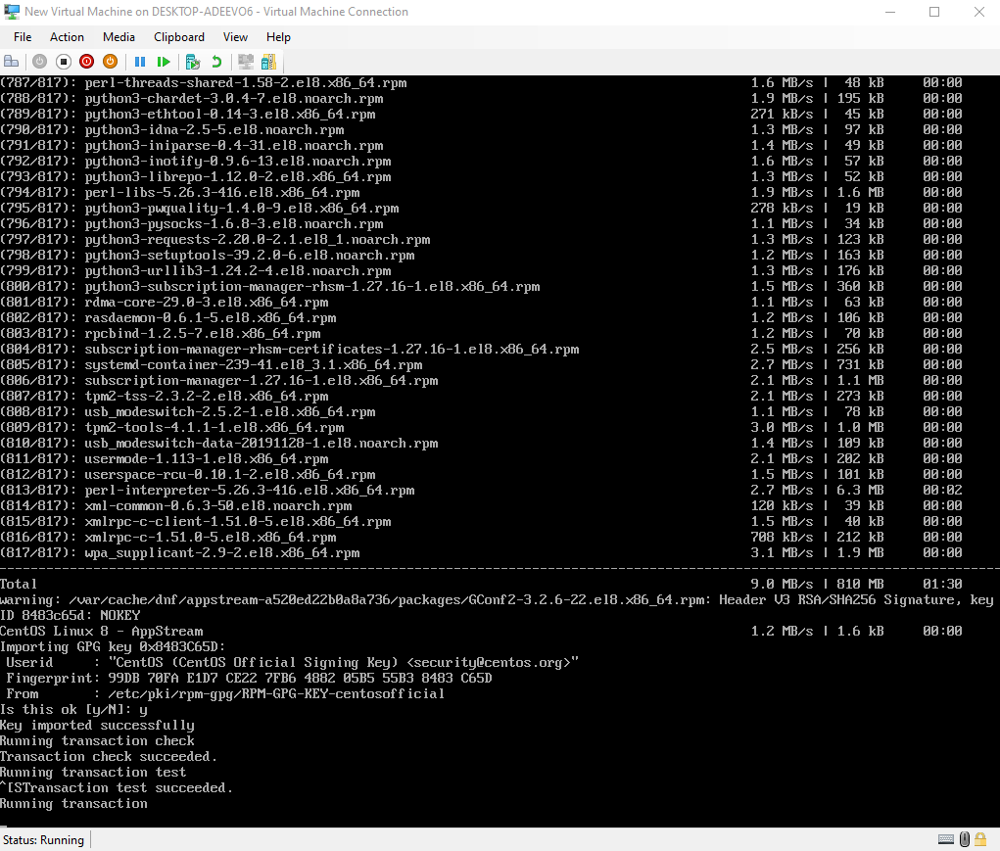 New Virtual Machine on DESKTOP-ADEEVO6 - Virtual Machine Connection
File Action Media Clipboard View Help
(787/817): perl-threads-shared-1.58-2.el8.x86_64.rpm 1.6 MB/s | 48 kB 00:00
(788/817): python3-chardet-3.0.4-7.el8.noarch.rpm 1.9 MB/s | 195 kB 00:00
(789/817): python3-ethtool-0.14-3.el8.x86_64.rpm 271 kB/s | 45 kB 00:00
(790/817): python3-idna-2.5-5.el8.noarch.rpm 1.3 MB/s | 97 kB 00:00
(791/817): python3-iniparse-0.4-31.el8.noarch.rpm 1.4 MB/s | 49 kB 00:00
(792/817): python3-inotify-0.9.6-13.el8.noarch.rpm 1.6 MB/s | 57 kB 00:00
(793/817): python3-librepo-1.12.0-2.el8.x86_64.rpm 1.3 MB/s | 52 kB 00:00
(794/817): perl-libs-5.26.3-416.el8.x86_64.rpm 1.9 MB/s | 1.6 MB 00:00
(795/817): python3-pwquality-1.4.0-9.el8.x86_64.rpm 278 kB/s | 19 kB 00:00
(796/817): python3-pysocks-1.6.8-3.el8.noarch.rpm 1.1 MB/s | 34 kB 00:00
(797/817): python3-requests-2.20.0-2.1.el8_1.noarch.rpm 1.3 MB/s | 123 kB 00:00
(798/817): python3-setuptools-39.2.0-6.el8.noarch.rpm 1.2 MB/s | 163 kB 00:00
(799/817): python3-urllib3-1.24.2-4.el8.noarch.rpm 1.3 MB/s | 176 kB 00:00
(800/817): python3-subscription-manager-rhsm-1.27.16-1.el8.x86_64.rpm 1.5 MB/s | 360 kB 00:00
(801/817): rdma-core-29.0-3.el8.x86_64.rpm 1.1 MB/s | 63 kB 00:00
(802/817): rasdaemon-0.6.1-5.el8.x86_64.rpm 1.2 MB/s | 106 kB 00:00
(803/817): rpcbind-1.2.5-7.el8.x86_64.rpm 1.2 MB/s | 70 kB 00:00
(804/817): subscription-manager-rhsm-certificates-1.27.16-1.el8.x86_64.rpm 2.5 MB/s | 256 kB 00:00
(805/817): systemd-container-239-41.el8_3.1.x86_64.rpm 2.7 MB/s | 731 kB 00:00
(806/817): subscription-manager-1.27.16-1.el8.x86_64.rpm 2.1 MB/s | 1.1 MB 00:00
(807/817): tpm2-tss-2.3.2-2.el8.x86_64.rpm 2.1 MB/s | 273 kB 00:00
(808/817): usb_modeswitch-2.5.2-1.el8.x86_64.rpm 1.1 MB/s | 78 kB 00:00
(809/817): tpm2-tools-4.1.1-1.el8.x86_64.rpm 3.0 MB/s | 1.0 MB 00:00
(810/817): usb_modeswitch-data-20191128-1.el8.noarch.rpm 1.4 MB/s | 109 kB 00:00
(811/817): usermode-1.113-1.el8.x86_64.rpm 2.1 MB/s | 202 kB 00:00
(812/817): userspace-rcu-0.10.1-2.el8.x86_64.rpm 1.5 MB/s | 101 kB 00:00
(813/817): perl-interpreter-5.26.3-416.el8.x86_64.rpm 2.7 MB/s | 6.3 MB 00:02
(814/817): xml-common-0.6.3-50.el8.noarch.rpm 120 kB/s | 39 kB 00:00
(815/817): xmlrpc-c-client-1.51.0-5.el8.x86_64.rpm 1.5 MB/s | 40 kB 00:00
(816/817): xmlrpc-c-1.51.0-5.el8.x86_64.rpm 708 kB/s | 212 kB 00:00
(817/817): wpa_supplicant-2.9-2.el8.x86_64.rpm 3.1 MB/s | 1.9 MB 00:00
--------------------------------------------------------------------------------
Total 9.0 MB/s | 810 MB 01:30
warning: /var/cache/dnf/appstream-a520ed22b0a8a736/packages/GConf2-3.2.6-22.el8.x86_64.rpm: Header V3 RSA/SHA256 Signature, key
ID 8483c65d: NOKEY
CentOS Linux 8 - AppStream 1.2 MB/s | 1.6 kB 00:00
Importing GPG key 0x8483C65D:
Userid : "CentOS (CentOS Official Signing Key) <security@centos.org>"
Fingerprint: 99DB 70FA E1D7 CE22 7FB6 4882 05B5 55B3 8483 C65D
From : /etc/pki/rpm-gpg/RPM-GPG-KEY-centosofficial
Is this ok [y/N]: y
Key imported successfully
Running transaction check
Transaction check succeeded.
Running transaction test
^[STransaction test succeeded.
Running transaction
Status: Running